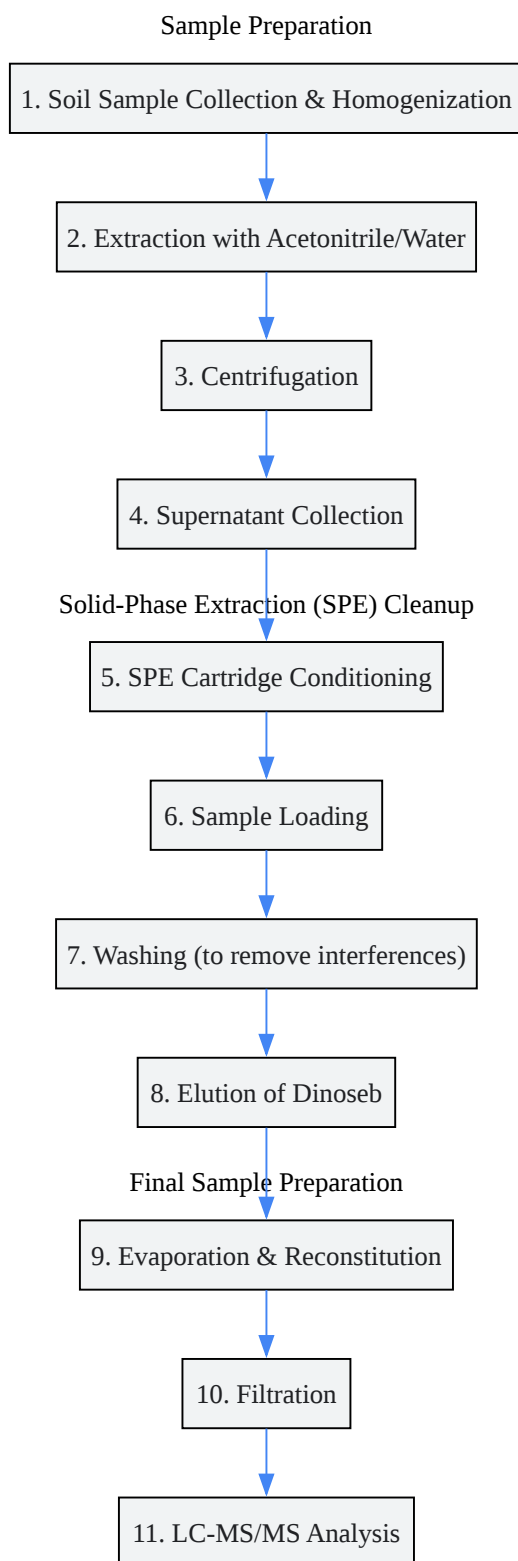 Sample Preparation
1. Soil Sample Collection & Homogenization
2. Extraction with Acetonitrile/Water
3. Centrifugation
4. Supernatant Collection
Solid-Phase Extraction (SPE) Cleanup
5. SPE Cartridge Conditioning
6. Sample Loading
7. Washing (to remove interferences)
8. Elution of Dinoseb
Final Sample Preparation
9. Evaporation & Reconstitution
10. Filtration
11. LC-MS/MS Analysis